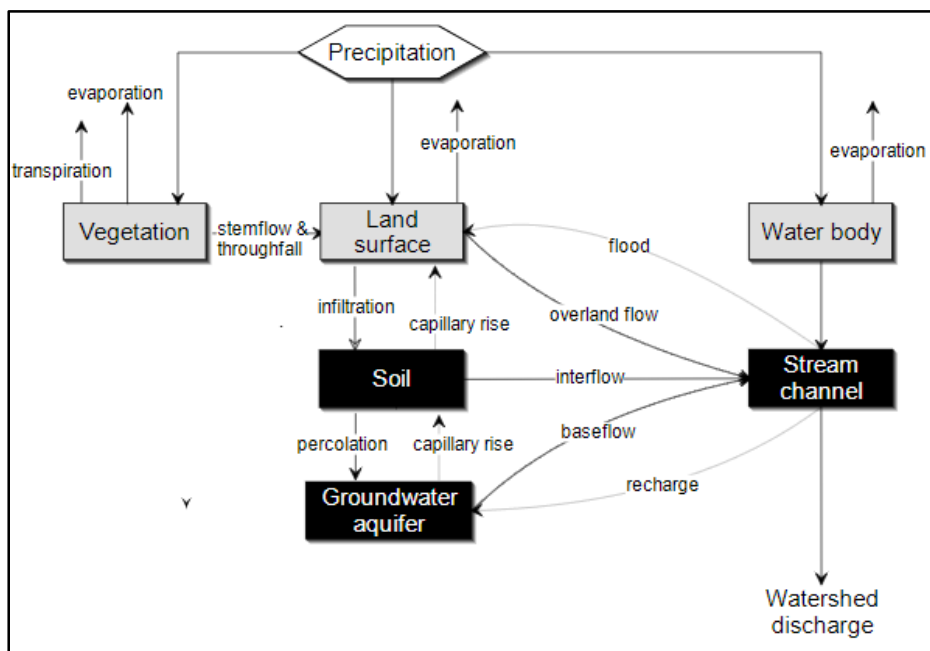 Precipitation
evaporation
transpiration
evaporation
evaporation
Vegetation
stemflow &
throughfall
Land
surface
Water body
flood
infiltration
capillary rise
overland flow
Soil
interflow
Stream
channel
percolation
capillary rise
baseflow
recharge
Groundwater
aquifer
Watershed
discharge